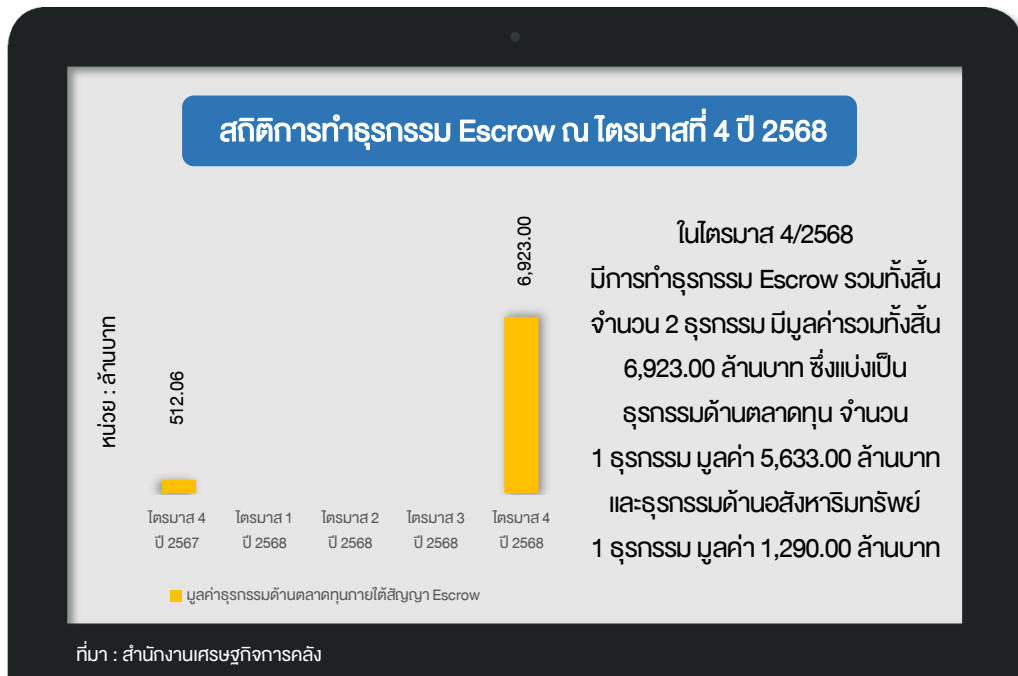 สถิติการทำธุรกรรม Escrow ณ ไตรมาสที่ 4 ปี 2568
หน่วย : ล้านบาท
512.06
6,923.00
ไตรมาส 4
ปี 2567
ไตรมาส 1
ปี 2568
ไตรมาส 2
ปี 2568
ไตรมาส 3
ปี 2568
ไตรมาส 4
ปี 2568
มูลค่าธุรกรรมด้านตลาดทุนภายใต้สัญญา Escrow
ในไตรมาส 4/2568
มีการทำธุรกรรม Escrow รวมทั้งสิ้น
จำนวน 2 ธุรกรรม มีมูลค่ารวมทั้งสิ้น
6,923.00 ล้านบาท ซึ่งแบ่งเป็น
ธุรกรรมด้านตลาดทุน จำนวน
1 ธุรกรรม มูลค่า 5,633.00 ล้านบาท
และธุรกรรมด้านอสังหาริมทรัพย์
1 ธุรกรรม มูลค่า 1,290.00 ล้านบาท
ที่มา : สำนักงานเศรษฐกิจการคลัง